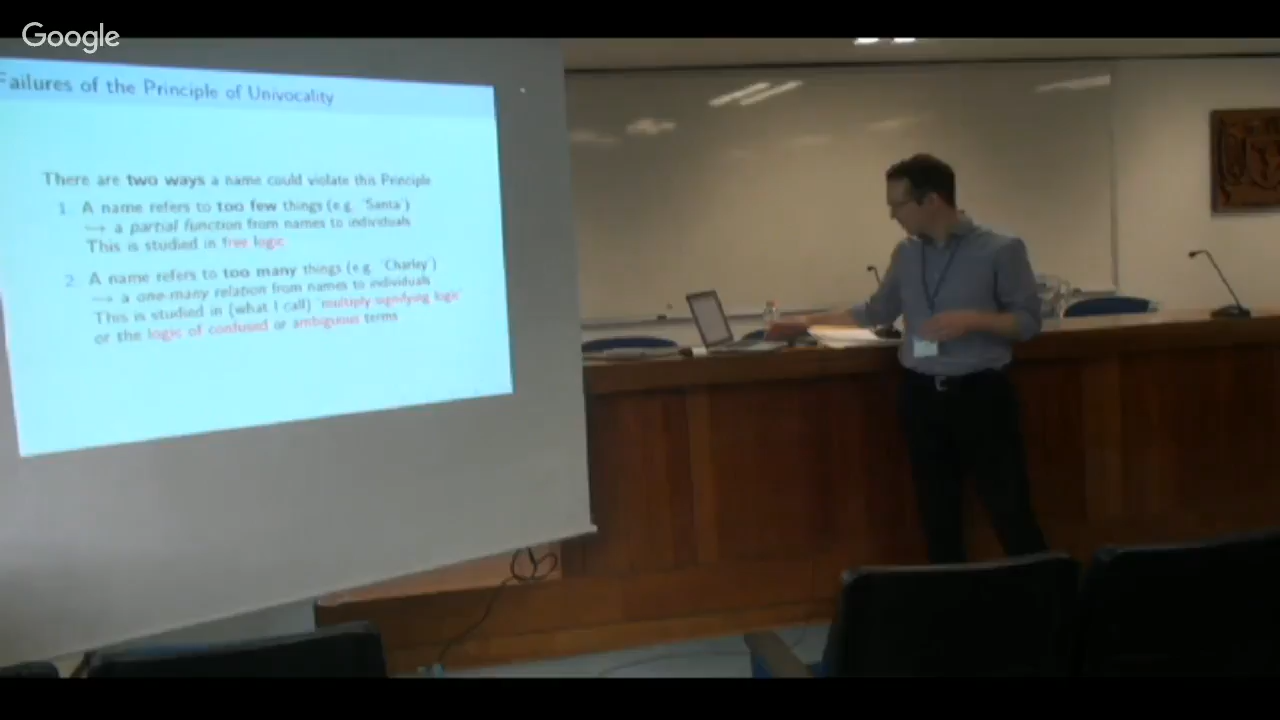 Google
Failures of the Principle of Univocality
There are two ways a name could violate this Principle
1. A name refers to too few things (e.g. 'Santa')
↪ a partial function from names to individuals
This is studied in free logic
2. A name refers to too many things (e.g. 'Charley')
↪ a one-many relation from names to individuals
This is studied in (what I call) 'multiply signifying logic'
or the logic of confused or ambiguous terms